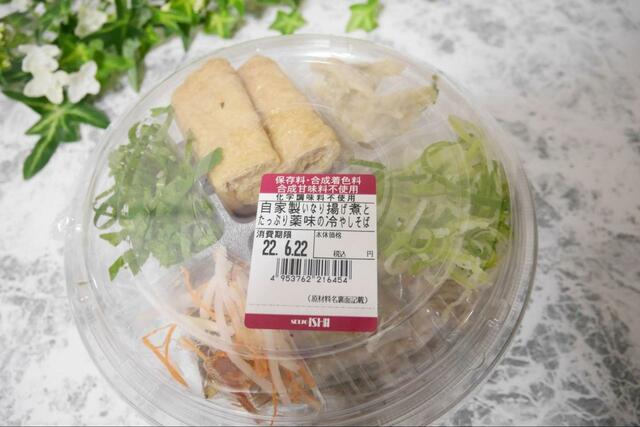 保存料・合成着色料
合成甘味料不使用
化学調味料不使用
自家製いなり揚げ煮と
たっぷり薬味の冷やしそば
消費期限
本体価格
22. 6.22
税込 円
4 953762 216454
(原材料名裏面記載)
SEIJO ISHII